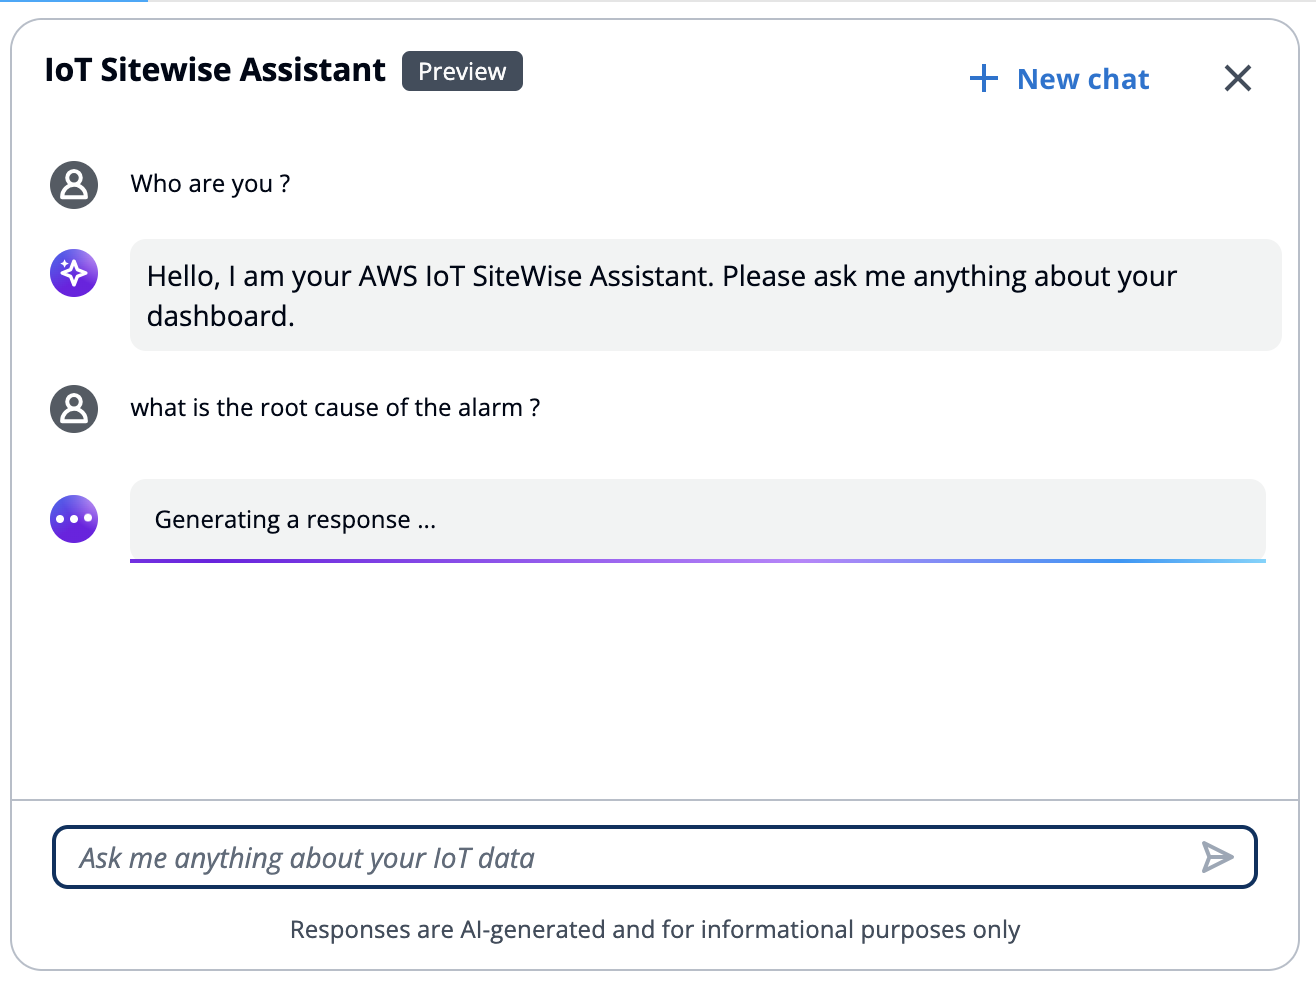 IoT Sitewise Assistant Preview New chat
Who are you ?
Hello, I am your AWS IoT SiteWise Assistant. Please ask me anything about your
dashboard.
what is the root cause of the alarm ?
Generating a response ...
Ask me anything about your IoT data
Responses are AI-generated and for informational purposes only